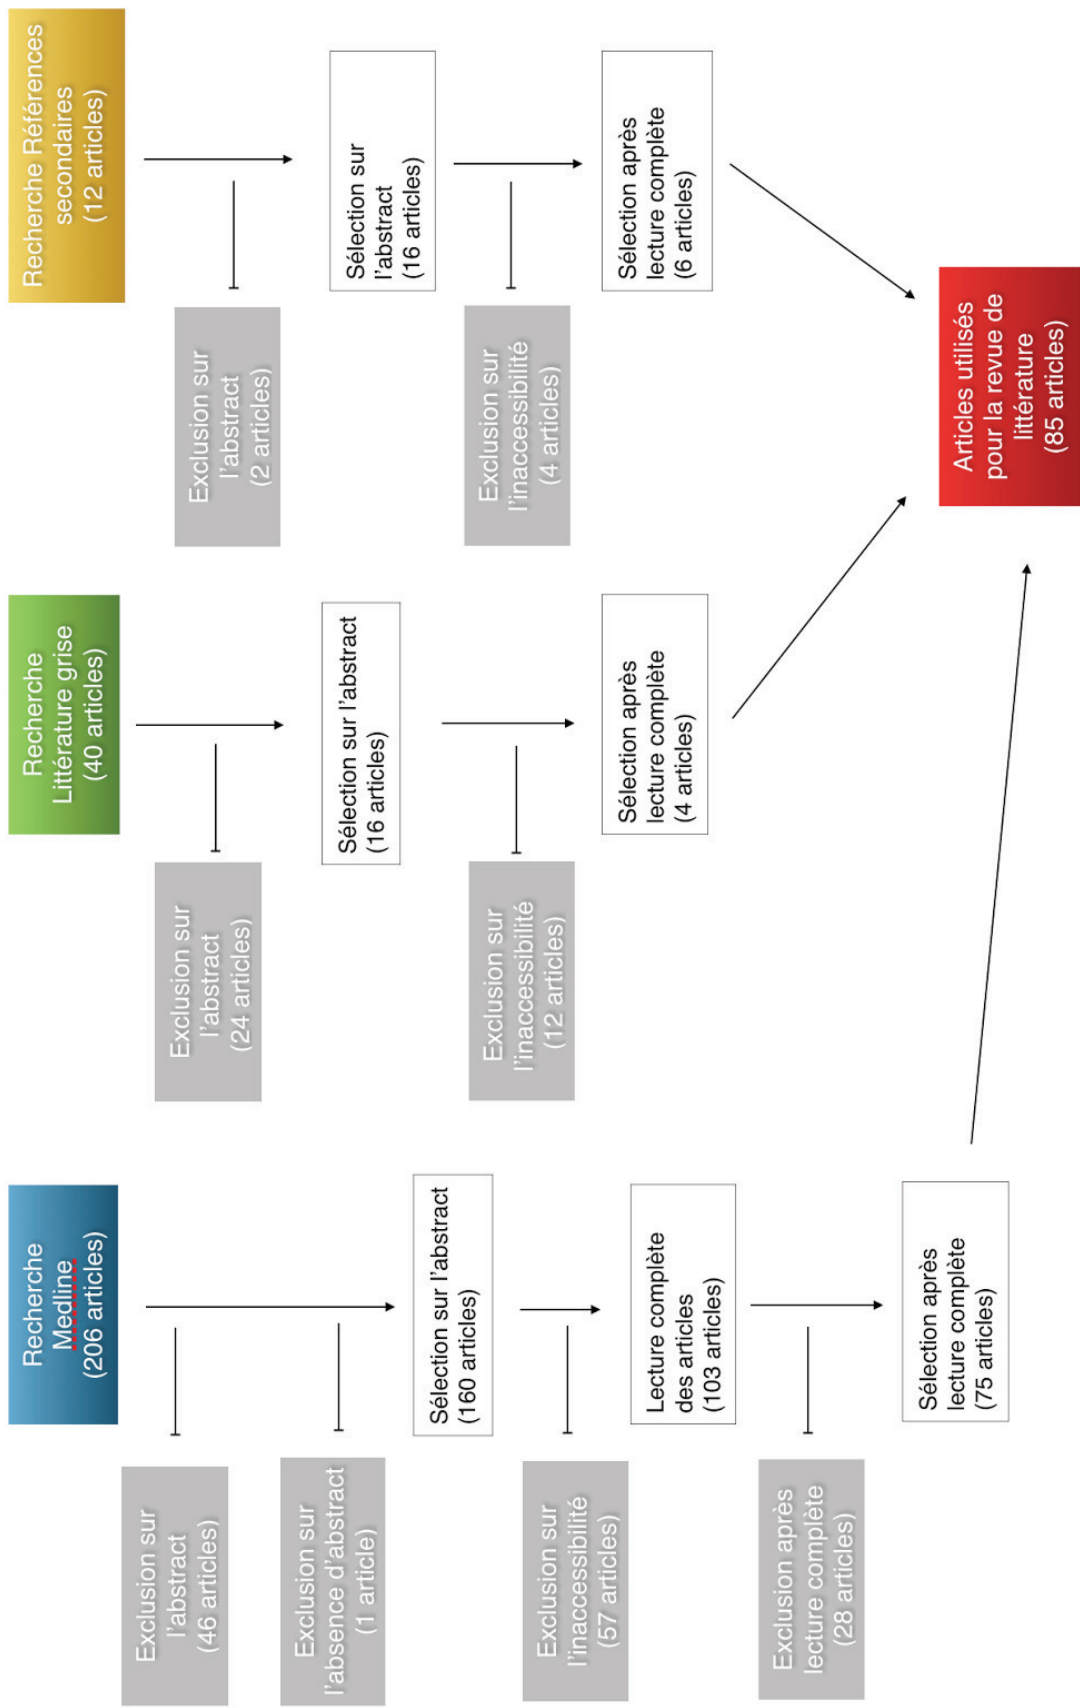 Recherche
Medline
(206 articles)
Exclusion sur
l'abstract
(46 articles)
Exclusion sur
l'absence d'abstract
(1 article)
Sélection sur l'abstract
(160 articles)
Exclusion sur
l'inaccessibilité
(57 articles)
Lecture complète
des articles
(103 articles)
Exclusion après
lecture complète
(28 articles)
Sélection après
lecture complète
(75 articles)
Recherche
Littérature grise
(40 articles)
Exclusion sur
l'abstract
(24 articles)
Sélection sur l'abstract
(16 articles)
Exclusion sur
l'inaccessibilité
(12 articles)
Sélection après
lecture complète
(4 articles)
Recherche Références
secondaires
(12 articles)
Exclusion sur
l'abstract
(2 articles)
Sélection sur
l'abstract
(16 articles)
Exclusion sur
l'inaccessibilité
(4 articles)
Sélection après
lecture complète
(6 articles)
Articles utilisés
pour la revue de
littérature
(85 articles)